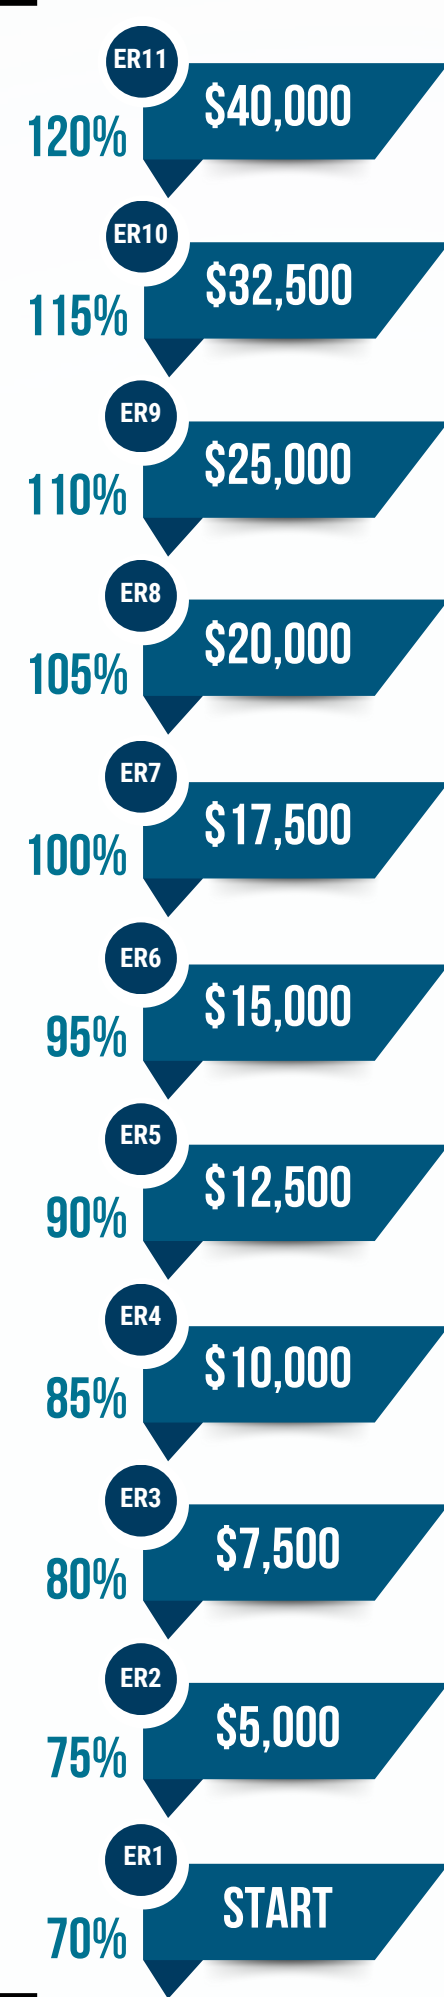 ER11
$40,000
120%
ER10
$32,500
115%
ER9
$25,000
110%
ER8
$20,000
105%
ER7
$17,500
100%
ER6
$15,000
95%
ER5
$12,500
90%
ER4
$10,000
85%
ER3
$7,500
80%
ER2
$5,000
75%
ER1
START
70%